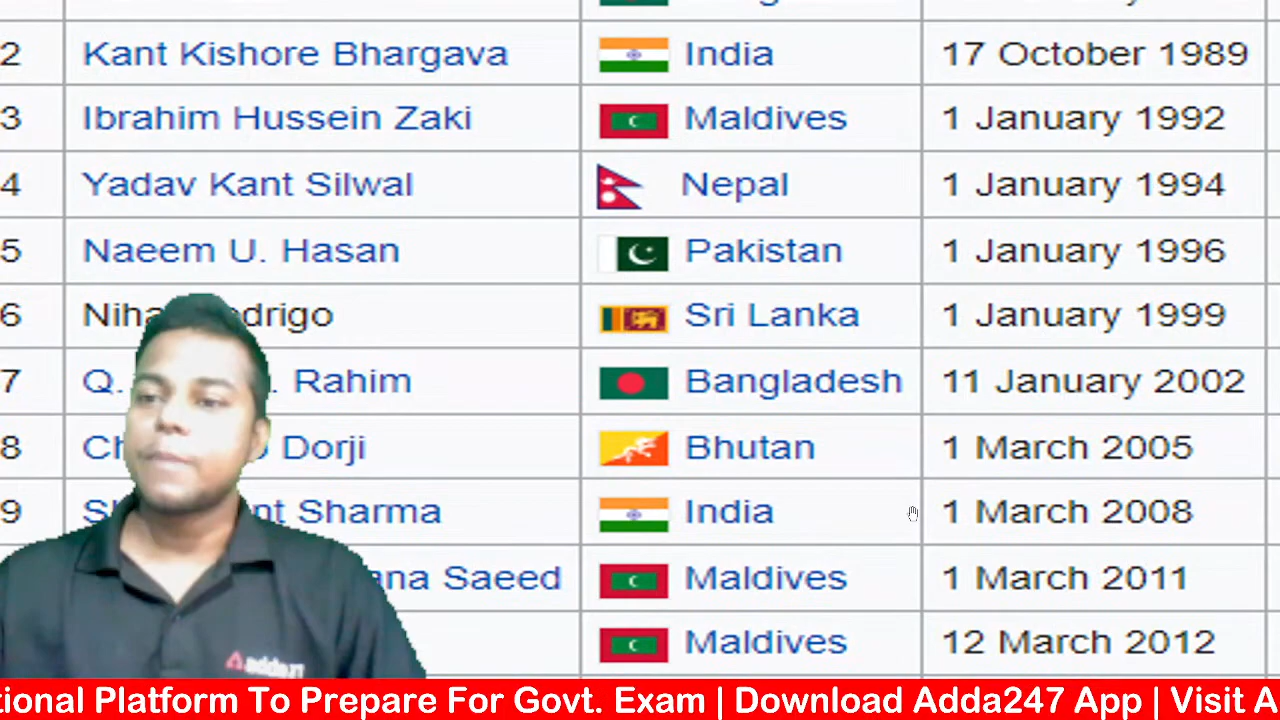 2 Kant Kishore Bhargava India 17 October 1989
3 Ibrahim Hussein Zaki Maldives 1 January 1992
4 Yadav Kant Silwal Nepal 1 January 1994
5 Naeem U. Hasan Pakistan 1 January 1996
6 Sri Lanka 1 January 1999
7 Q. Rahim Bangladesh 11 January 2002
8 Dorji Bhutan 1 March 2005
9 Sharma India 1 March 2008
Saeed Maldives 1 March 2011
Maldives 12 March 2012
Platform To Prepare For Govt. Exam | Download Adda247 App | Visit